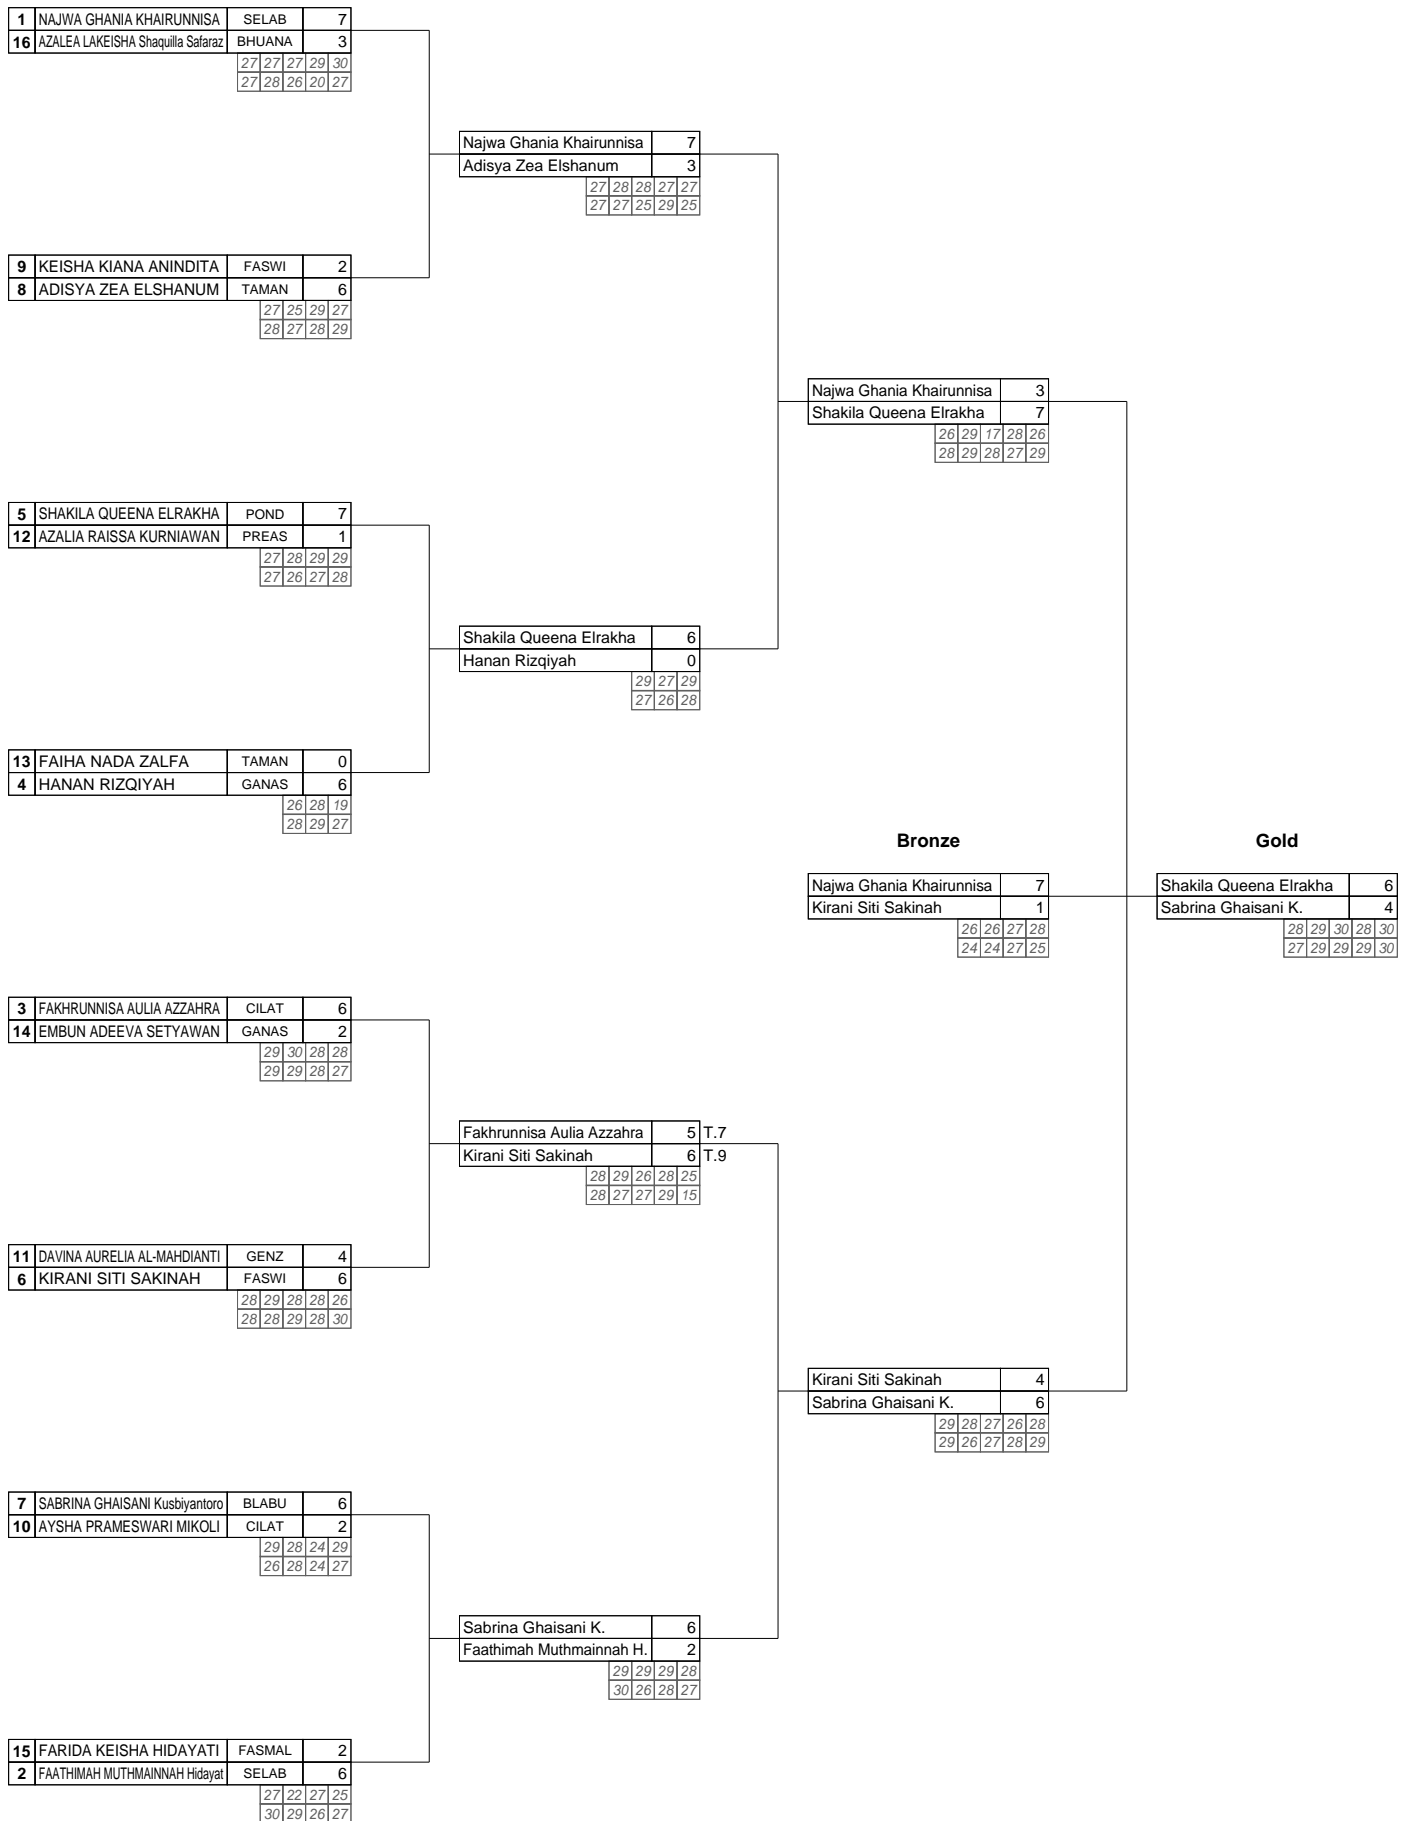 1 NAJWA GHANIA KHAIRUNNISA SELAB 7
16 AZALEA LAKEISHA Shaquilla Safaraz BHUANA 3
27 27 27 29 30
27 28 26 20 27
Najwa Ghania Khairunnisa 7
Adisya Zea Elshanum 3
27 28 28 27 27
27 27 25 29 25
9 KEISHA KIANA ANINDITA FASWI 2
8 ADISYA ZEA ELSHANUM TAMAN 6
27 25 29 27
28 27 28 29
Najwa Ghania Khairunnisa 3
Shakila Queena Elrakha 7
26 29 17 28 26
28 29 28 27 29
5 SHAKILA QUEENA ELRAKHA POND 7
12 AZALIA RAISSA KURNIAWAN PREAS 1
27 28 29 29
27 26 27 28
Shakila Queena Elrakha 6
Hanan Rizqiyah 0
29 27 29
27 26 28
13 FAIHA NADA ZALFA TAMAN 0
4 HANAN RIZQIYAH GANAS 6
26 28 19
28 29 27
Bronze Gold
Najwa Ghania Khairunnisa 7 Shakila Queena Elrakha 6
Kirani Siti Sakinah 1 Sabrina Ghaisani K. 4
26 26 27 28 28 29 30 28 30
24 24 27 25 27 29 29 29 30
3 FAKHRUNNISA AULIA AZZAHRA CILAT 6
14 EMBUN ADEEVA SETYAWAN GANAS 2
29 30 28 28
29 29 28 27
Fakhrunnisa Aulia Azzahra 5 T.7
Kirani Siti Sakinah 6 T.9
28 29 26 28 25
28 27 27 29 15
11 DAVINA AURELIA AL-MAHDIANTI GENZ 4
6 KIRANI SITI SAKINAH FASWI 6
28 29 28 28 26
28 28 29 28 30
Kirani Siti Sakinah 4
Sabrina Ghaisani K. 6
29 28 27 26 28
29 26 27 28 29
7 SABRINA GHAISANI Kusbiyantoro BLABU 6
10 AYSHA PRAMESWARI MIKOLI CILAT 2
29 28 24 29
26 28 24 27
Sabrina Ghaisani K. 6
Faathimah Muthmainnah H. 2
29 29 29 28
30 26 28 27
15 FARIDA KEISHA HIDAYATI FASMAL 2
2 FAATHIMAH MUTHMAINNAH Hidayat SELAB 6
27 22 27 25
30 29 26 27